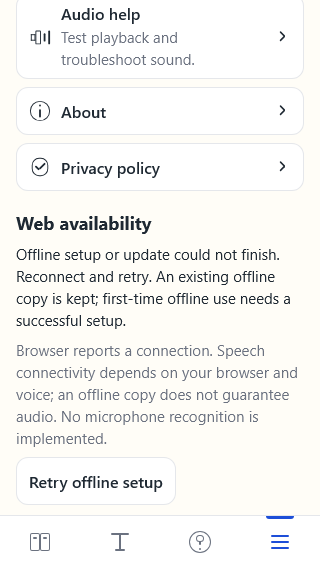 Audio help
Test playback and
troubleshoot sound.
About
Privacy policy
Web availability
Offline setup or update could not finish.
Reconnect and retry. An existing offline
copy is kept; first-time offline use needs a
successful setup.
Browser reports a connection. Speech
connectivity depends on your browser and
voice; an offline copy does not guarantee
audio. No microphone recognition is
implemented.
Retry offline setup